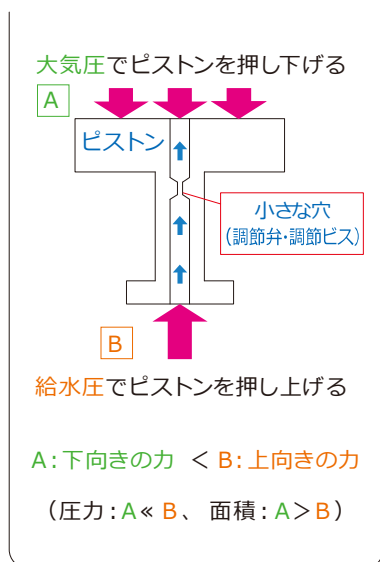 大気圧でピストンを押し下げる
A
ピストン
小さな穴
(調節弁・調節ビス)
B
給水圧でピストンを押し上げる
A:下向きの力 < B:上向きの力
(圧力:A≪B、面積:A>B)